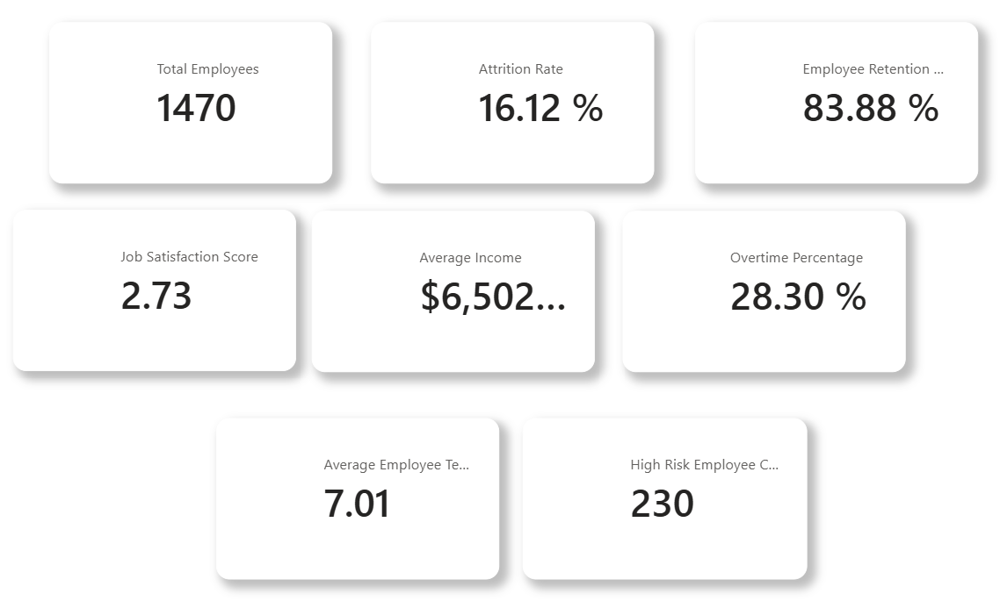 Total Employees
1470
Attrition Rate
16.12 %
Employee Retention ...
83.88 %
Job Satisfaction Score
2.73
Average Income
$6,502...
Overtime Percentage
28.30 %
Average Employee Te...
7.01
High Risk Employee C...
230